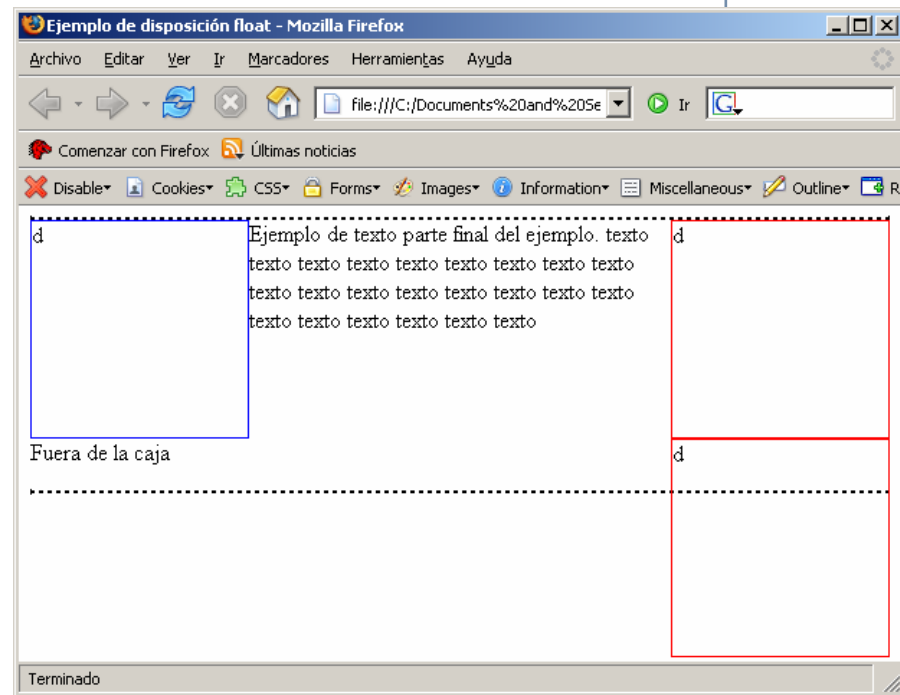 Ejemplo de disposición float - Mozilla Firefox
Archivo Editar Ver Ir Marcadores Herramientas Ayuda
file:///C:/Documents%20and%20Se Ir G
Comenzar con Firefox Últimas noticias
Disable Cookies CSS Forms Images Information Miscellaneous Outline R
d
Ejemplo de texto parte final del ejemplo. texto
texto texto texto texto texto texto texto texto
texto texto texto texto texto texto texto texto
texto texto texto texto texto texto
d
Fuera de la caja
d
Terminado